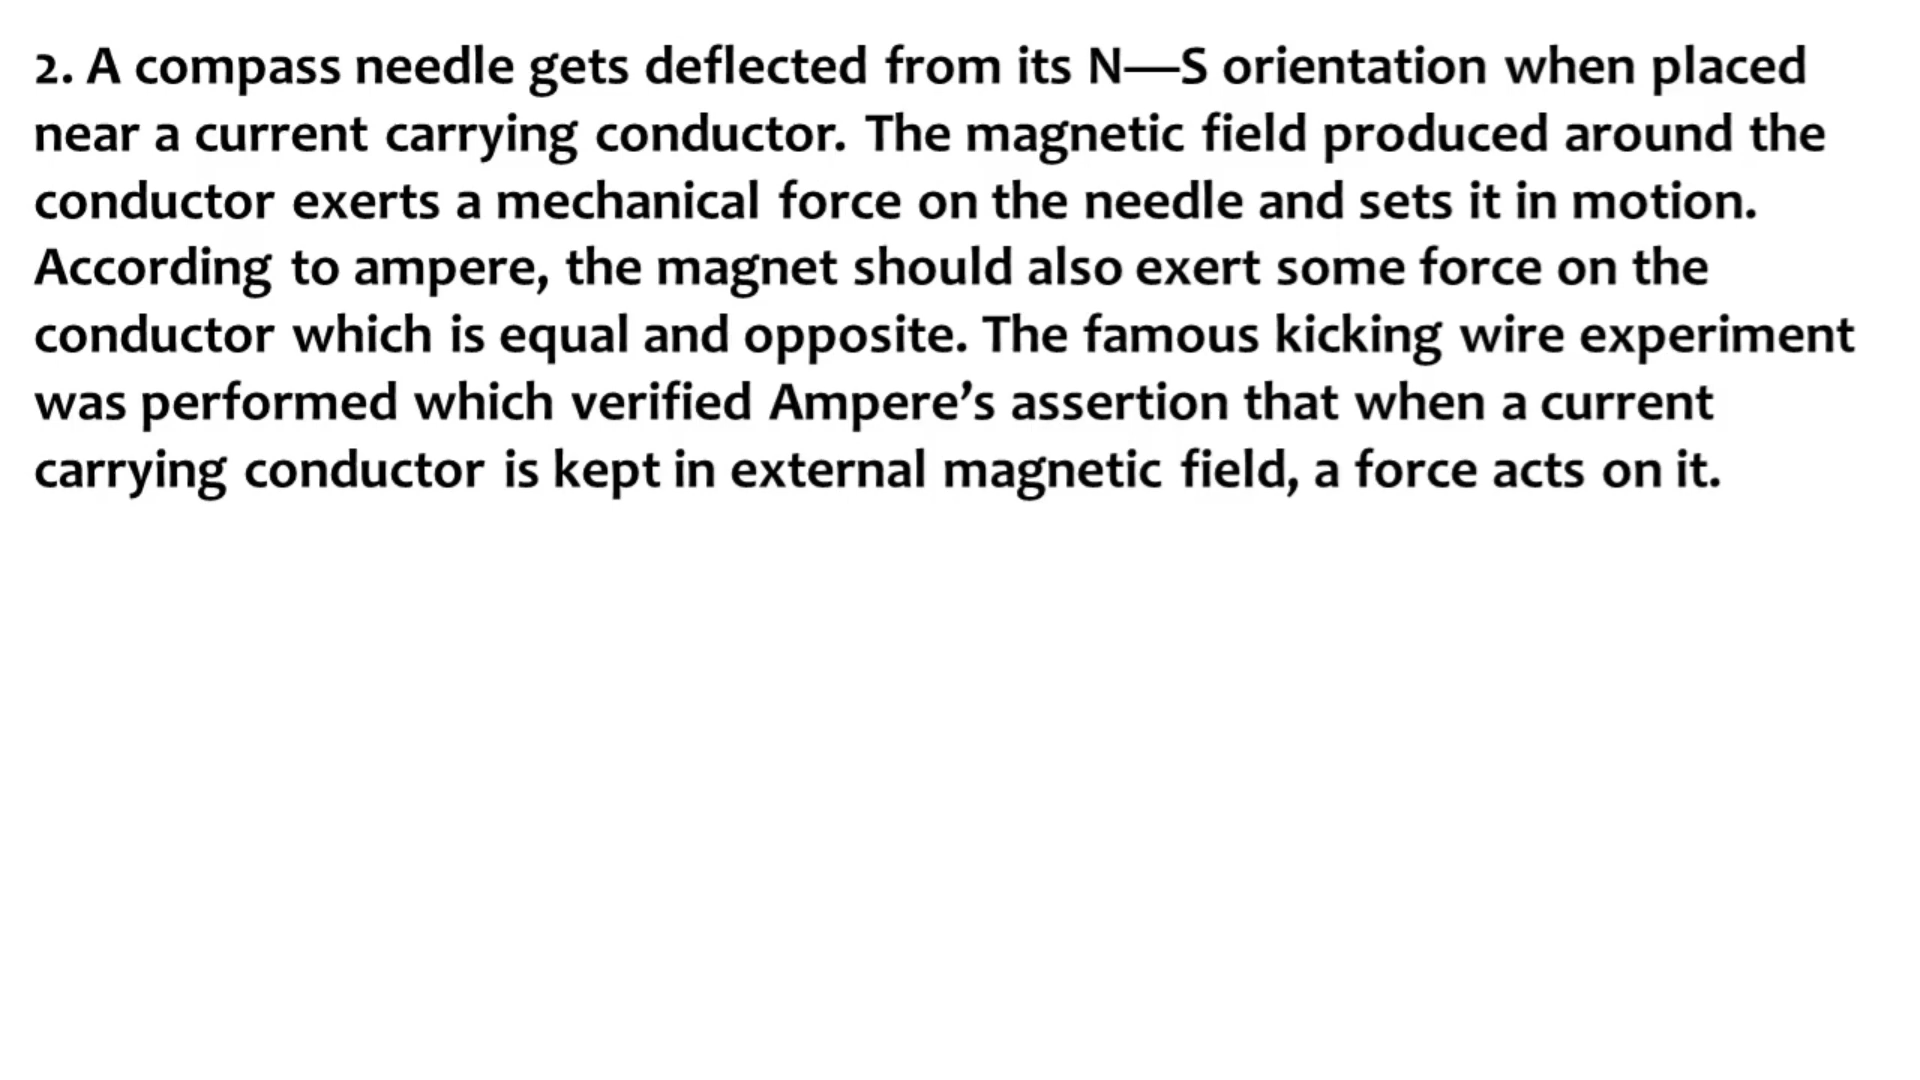 2. A compass needle gets deflected from its N—S orientation when placed
near a current carrying conductor. The magnetic field produced around the
conductor exerts a mechanical force on the needle and sets it in motion.
According to ampere, the magnet should also exert some force on the
conductor which is equal and opposite. The famous kicking wire experiment
was performed which verified Ampere’s assertion that when a current
carrying conductor is kept in external magnetic field, a force acts on it.